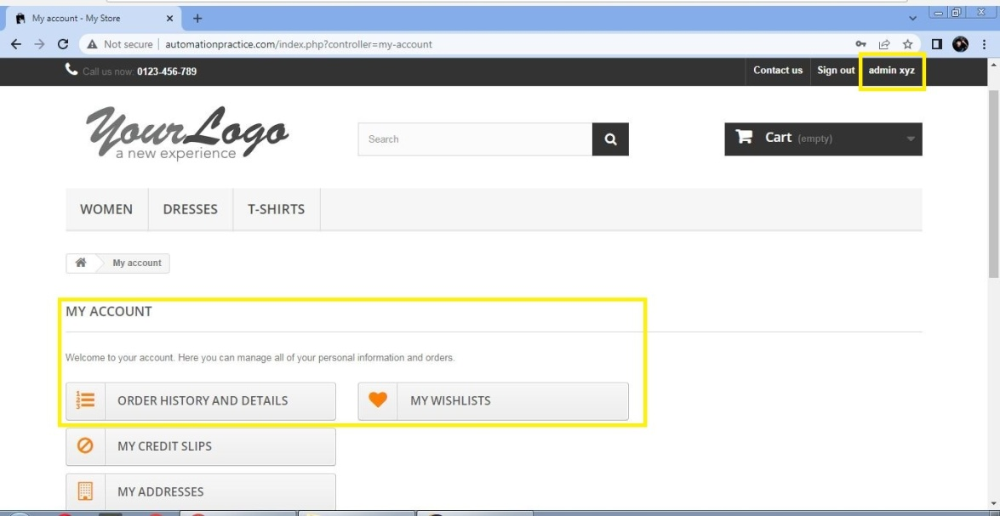 My account - My Store
Not secure | automationpractice.com/index.php?controller=my-account
Call us now: 0123-456-789
Contact us Sign out admin xyz
YourLogo
a new experience
Search
Cart (empty)
WOMEN DRESSES T-SHIRTS
My account
MY ACCOUNT
Welcome to your account. Here you can manage all of your personal information and orders.
ORDER HISTORY AND DETAILS MY WISHLISTS
MY CREDIT SLIPS
MY ADDRESSES